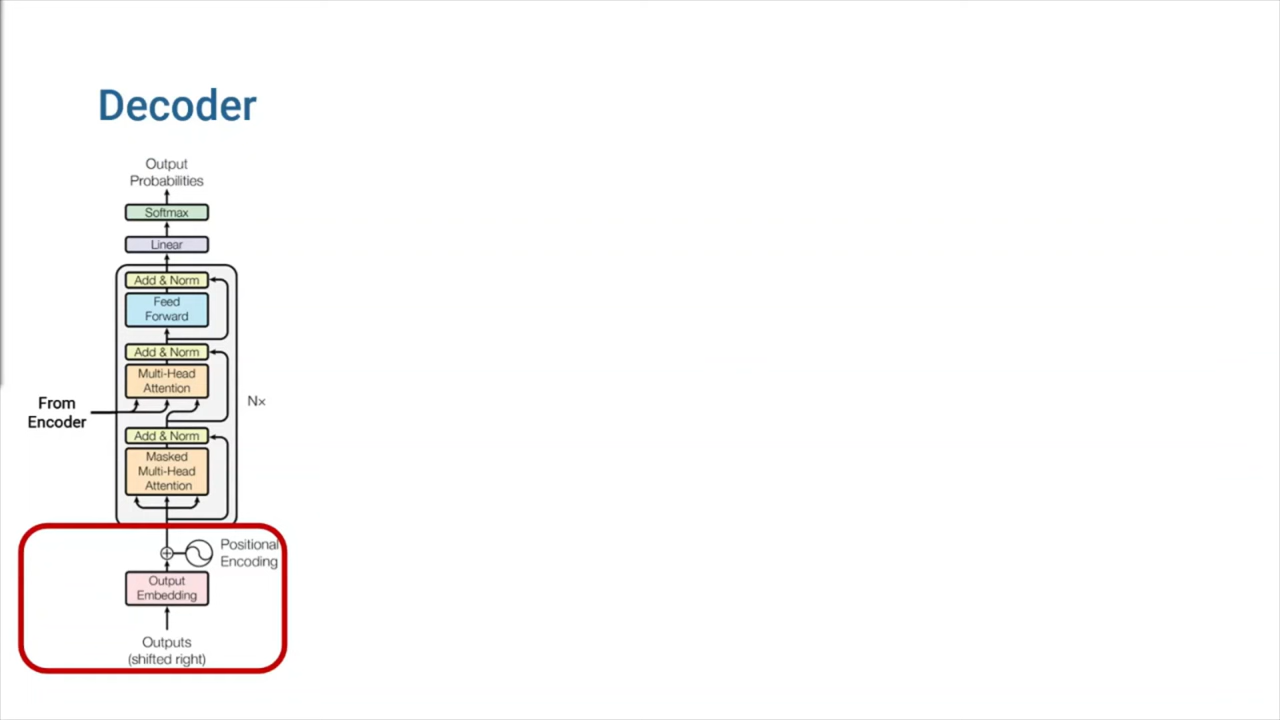 Decoder
Output
Probabilities
Softmax
Linear
Add & Norm
Feed
Forward
Add & Norm
Multi-Head
Attention
From
Encoder
N×
Add & Norm
Masked
Multi-Head
Attention
Positional
Encoding
Output
Embedding
Outputs
(shifted right)